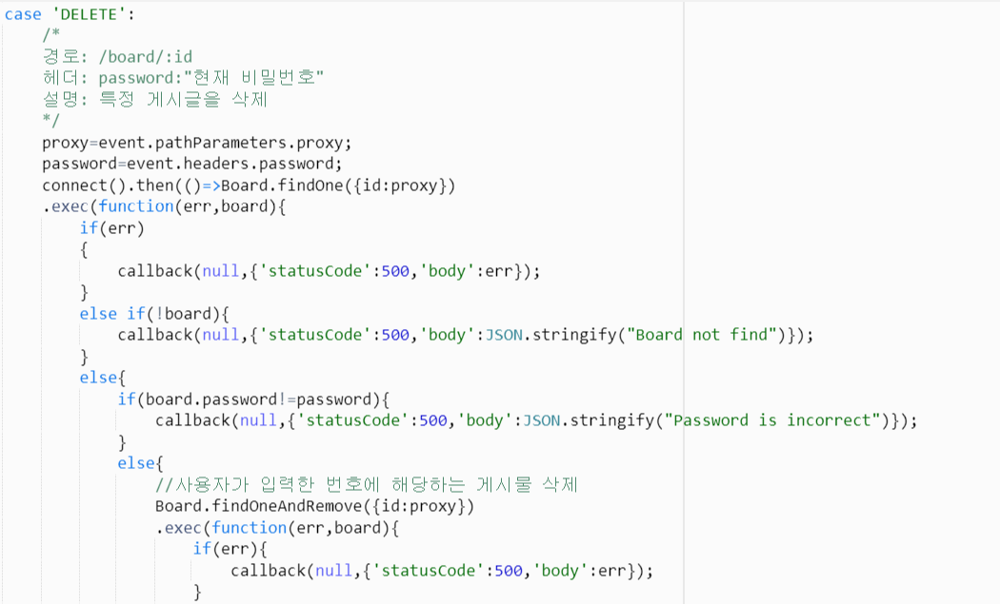 case 'DELETE':
/*
경로: /board/:id
헤더: password:"현재 비밀번호"
설명: 특정 게시글을 삭제
*/
proxy=event.pathParameters.proxy;
password=event.headers.password;
connect().then(()=>Board.findOne({id:proxy})
.exec(function(err,board){
if(err)
{
callback(null,{'statusCode':500,'body':err});
}
else if(!board){
callback(null,{'statusCode':500,'body':JSON.stringify("Board not find")});
}
else{
if(board.password!=password){
callback(null,{'statusCode':500,'body':JSON.stringify("Password is incorrect")});
}
else{
//사용자가 입력한 번호에 해당하는 게시물 삭제
Board.findOneAndRemove({id:proxy})
.exec(function(err,board){
if(err){
callback(null,{'statusCode':500,'body':err});
}